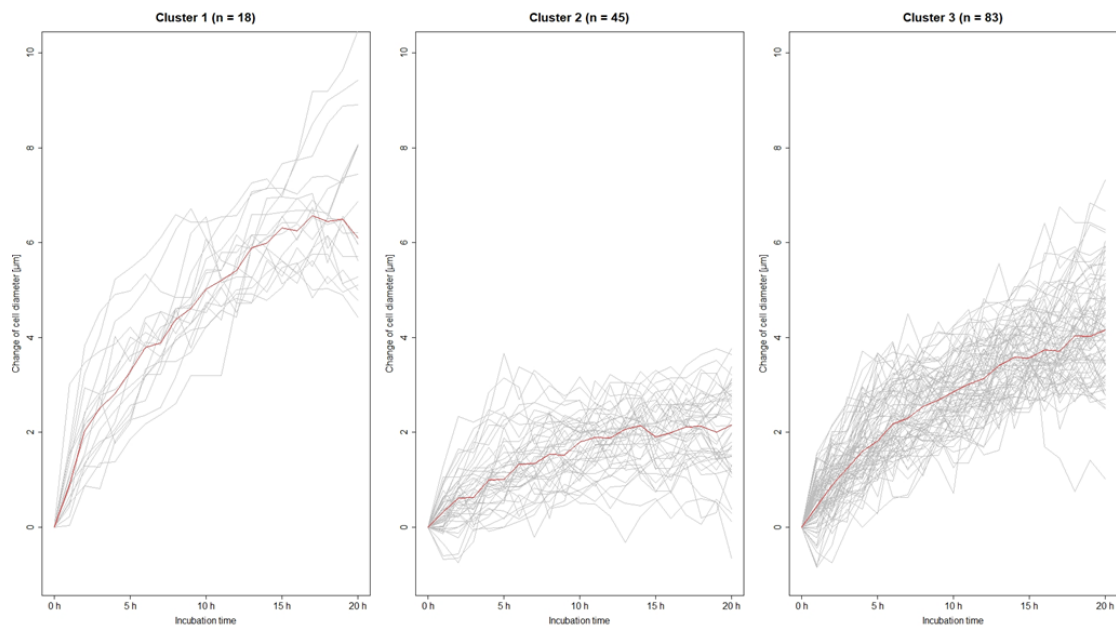 Cluster 1 (n = 18)
Cluster 2 (n = 45)
Cluster 3 (n = 83)
Change of cell diameter [µm]
10
8
6
4
2
0
0 h
5 h
10 h
15 h
20 h
Incubation time
Change of cell diameter [µm]
10
8
6
4
2
0
0 h
5 h
10 h
15 h
20 h
Incubation time
Change of cell diameter [µm]
10
8
6
4
2
0
0 h
5 h
10 h
15 h
20 h
Incubation time